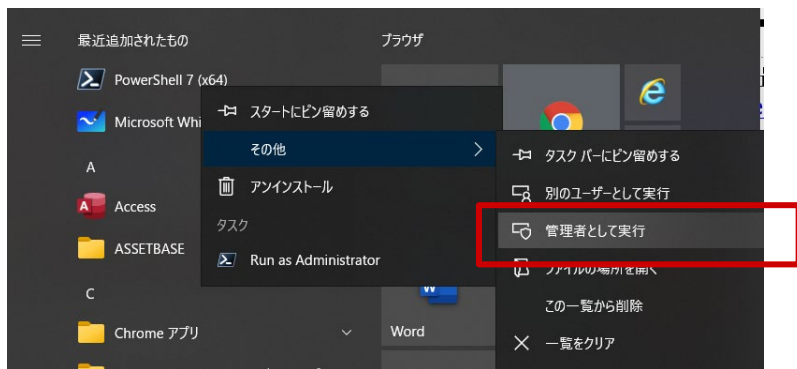 最近追加されたもの
ブラウザ
PowerShell 7 (x64)
Microsoft Whi
スタートにピン留めする
その他
タスク バーにピン留めする
A
アンインストール
別のユーザーとして実行
Access
タスク
管理者として実行
ASSETBASE
Run as Administrator
ファイルの場所を開く
C
この一覧から削除
Chrome アプリ
Word
一覧をクリア